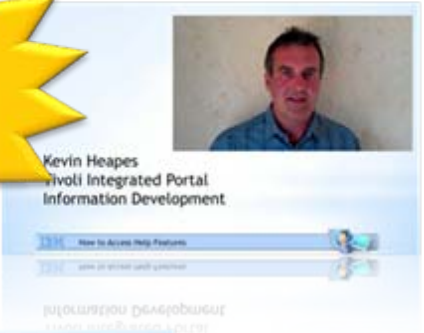 Kevin Heapes
Tivoli Integrated Portal
Information Development
IBM How to Access Help Features